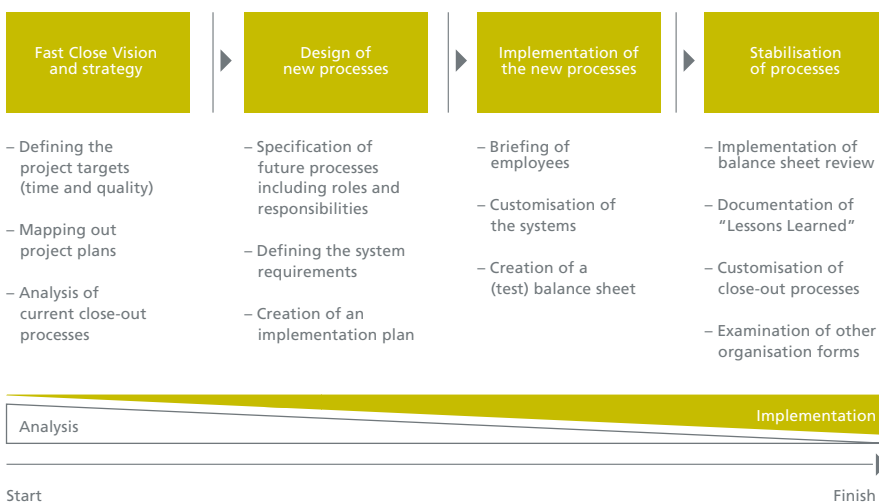 Fast Close Vision
and strategy
Design of
new processes
Implementation of
the new processes
Stabilisation
of processes
– Defining the
project targets
(time and quality)
– Mapping out
project plans
– Analysis of
current close-out
processes
– Specification of
future processes
including roles and
responsibilities
– Defining the system
requirements
– Creation of an
implementation plan
– Briefing of
employees
– Customisation of
the systems
– Creation of a
(test) balance sheet
– Implementation of
balance sheet review
– Documentation of
“Lessons Learned”
– Customisation of
close-out processes
– Examination of other
organisation forms
Implementation
Analysis
Start
Finish